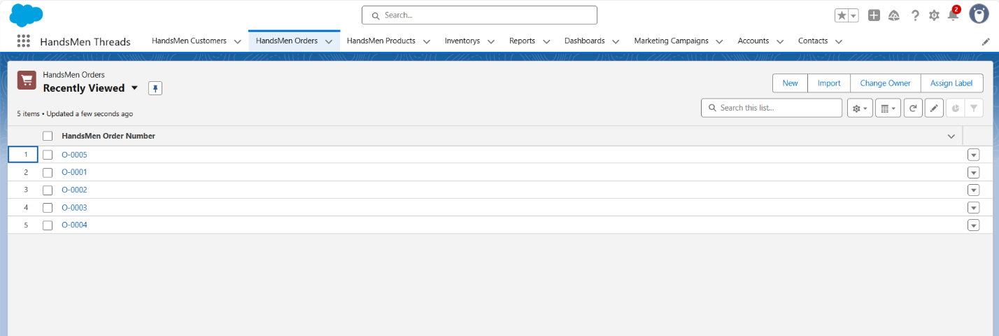 Search...
2
HandsMen Threads
HandsMen Customers
HandsMen Orders
HandsMen Products
Inventorys
Reports
Dashboards
Marketing Campaigns
Accounts
Contacts
HandsMen Orders
Recently Viewed
New
Import
Change Owner
Assign Label
5 items • Updated a few seconds ago
Search this list...
HandsMen Order Number
1 O-0005
2 O-0001
3 O-0002
4 O-0003
5 O-0004